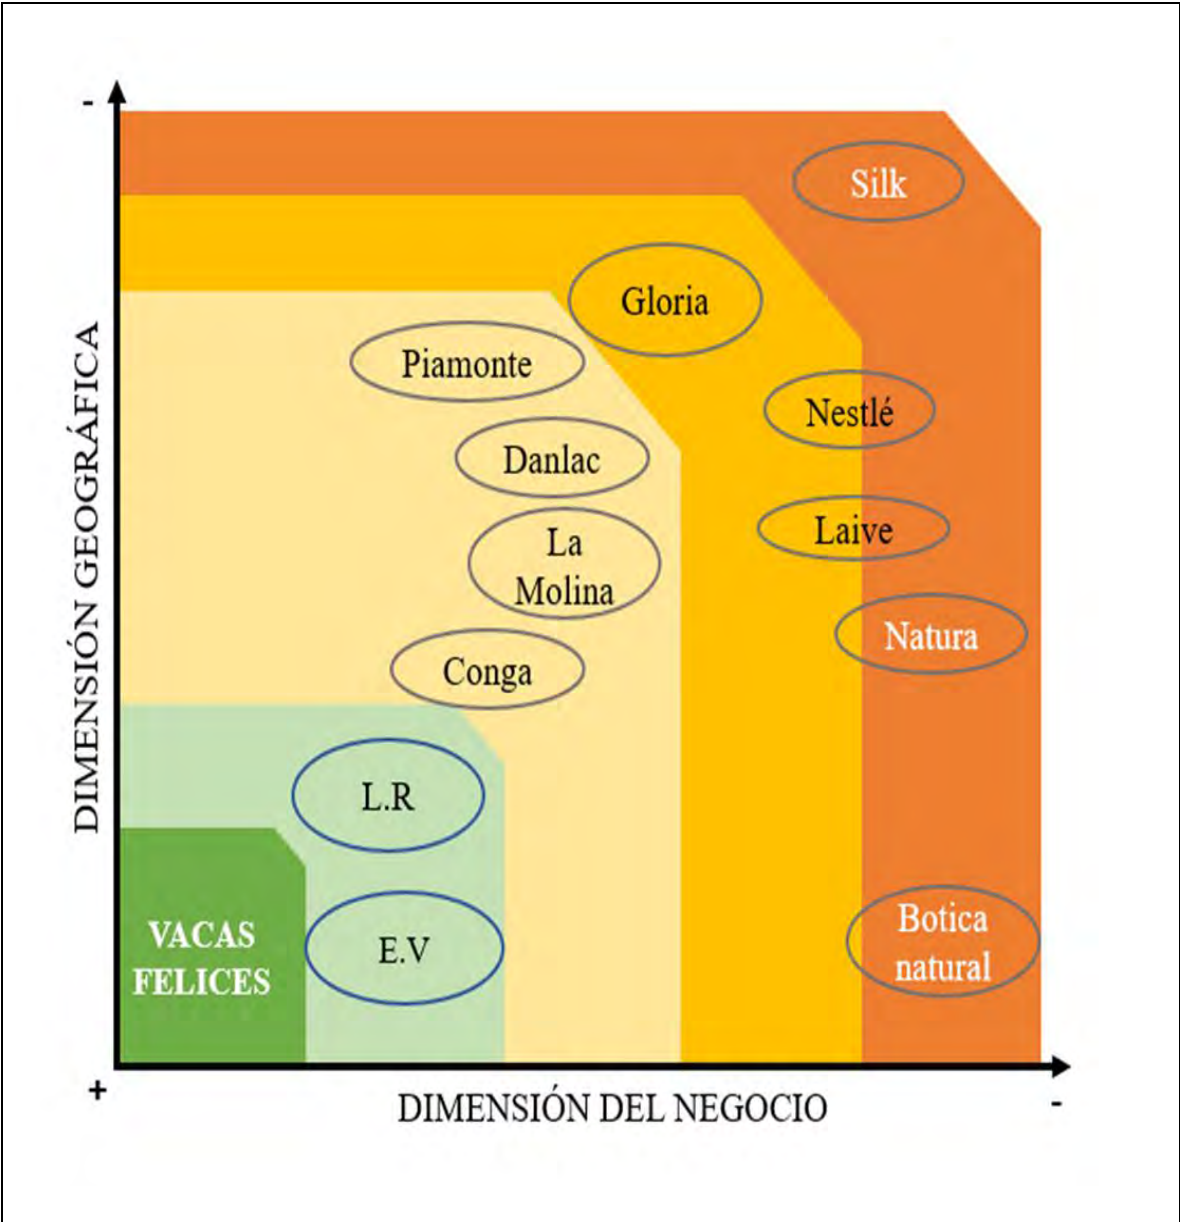 -
Silk
Gloria
Piamonte
Nestlé
Danlac
Laive
La
Molina
Natura
Conga
L.R
VACAS
FELICES
E.V
Botica
natural
DIMENSIÓN GEOGRÁFICA
+
DIMENSIÓN DEL NEGOCIO
-